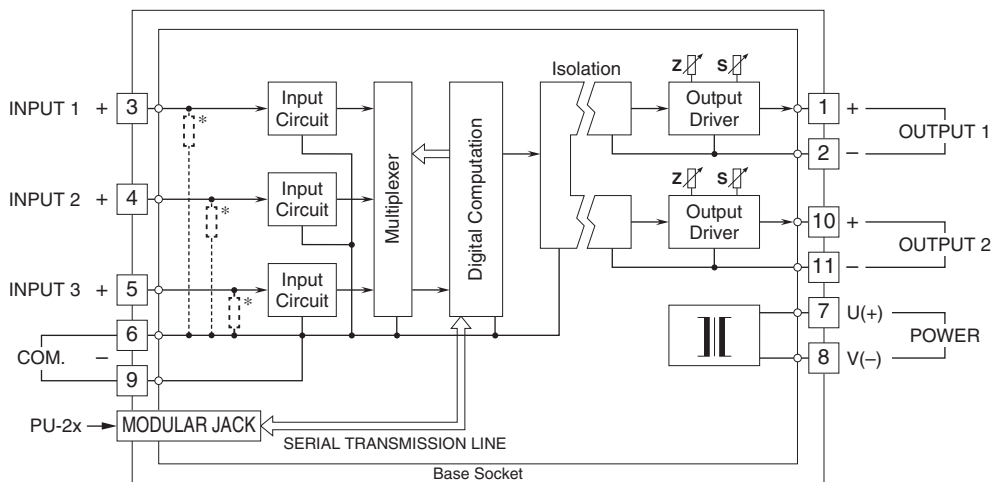 Isolation
Z S
INPUT 1 + 3
*
Input
Circuit
Output
Driver
1 +
OUTPUT 1
2 −
Z S
INPUT 2 + 4
*
Input
Circuit
Multiplexer
Digital Computation
Output
Driver
10 +
OUTPUT 2
11 −
INPUT 3 + 5
*
Input
Circuit
6
COM. −
9
7 U(+)
POWER
8 V(−)
PU-2x
MODULAR JACK
SERIAL TRANSMISSION LINE
Base Socket